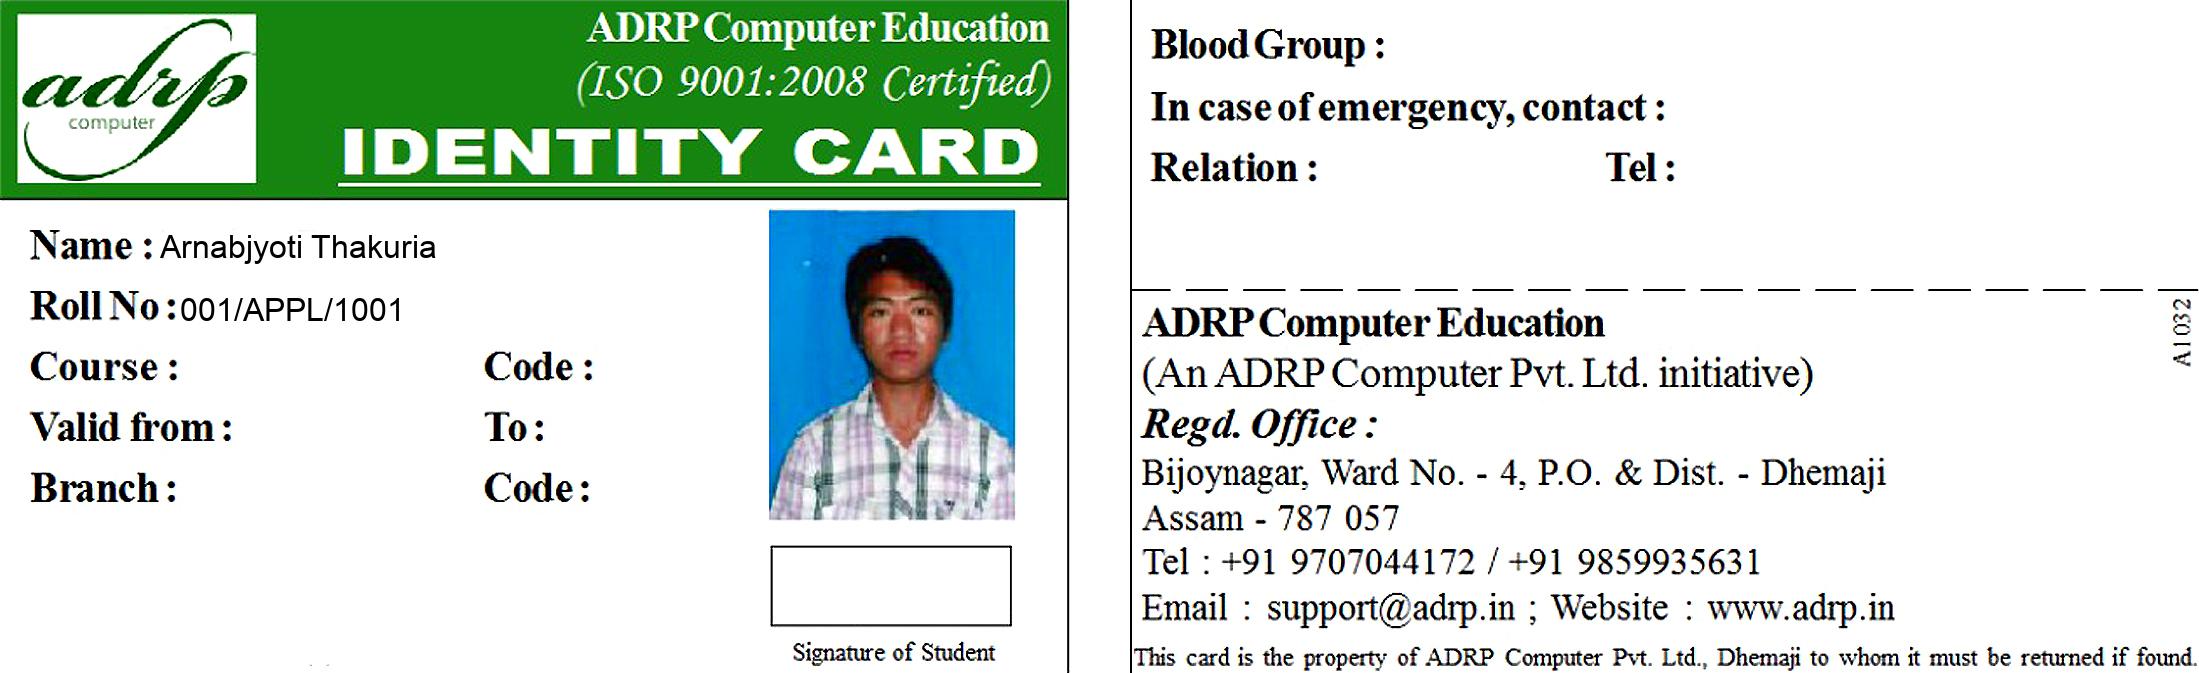 adrp
computer
ADRP Computer Education
(ISO 9001:2008 Certified)
IDENTITY CARD
Name : Arnabjyoti Thakuria
Roll No : 001/APPL/1001
Course : Code :
Valid from : To :
Branch : Code :
Signature of Student
Blood Group :
In case of emergency, contact :
Relation : Tel :
A1032
ADRP Computer Education
(An ADRP Computer Pvt. Ltd. initiative)
Regd. Office :
Bijoynagar, Ward No. - 4, P.O. & Dist. - Dhemaji
Assam - 787 057
Tel : +91 9707044172 / +91 9859935631
Email : support@adrp.in ; Website : www.adrp.in
This card is the property of ADRP Computer Pvt. Ltd., Dhemaji to whom it must be returned if found.